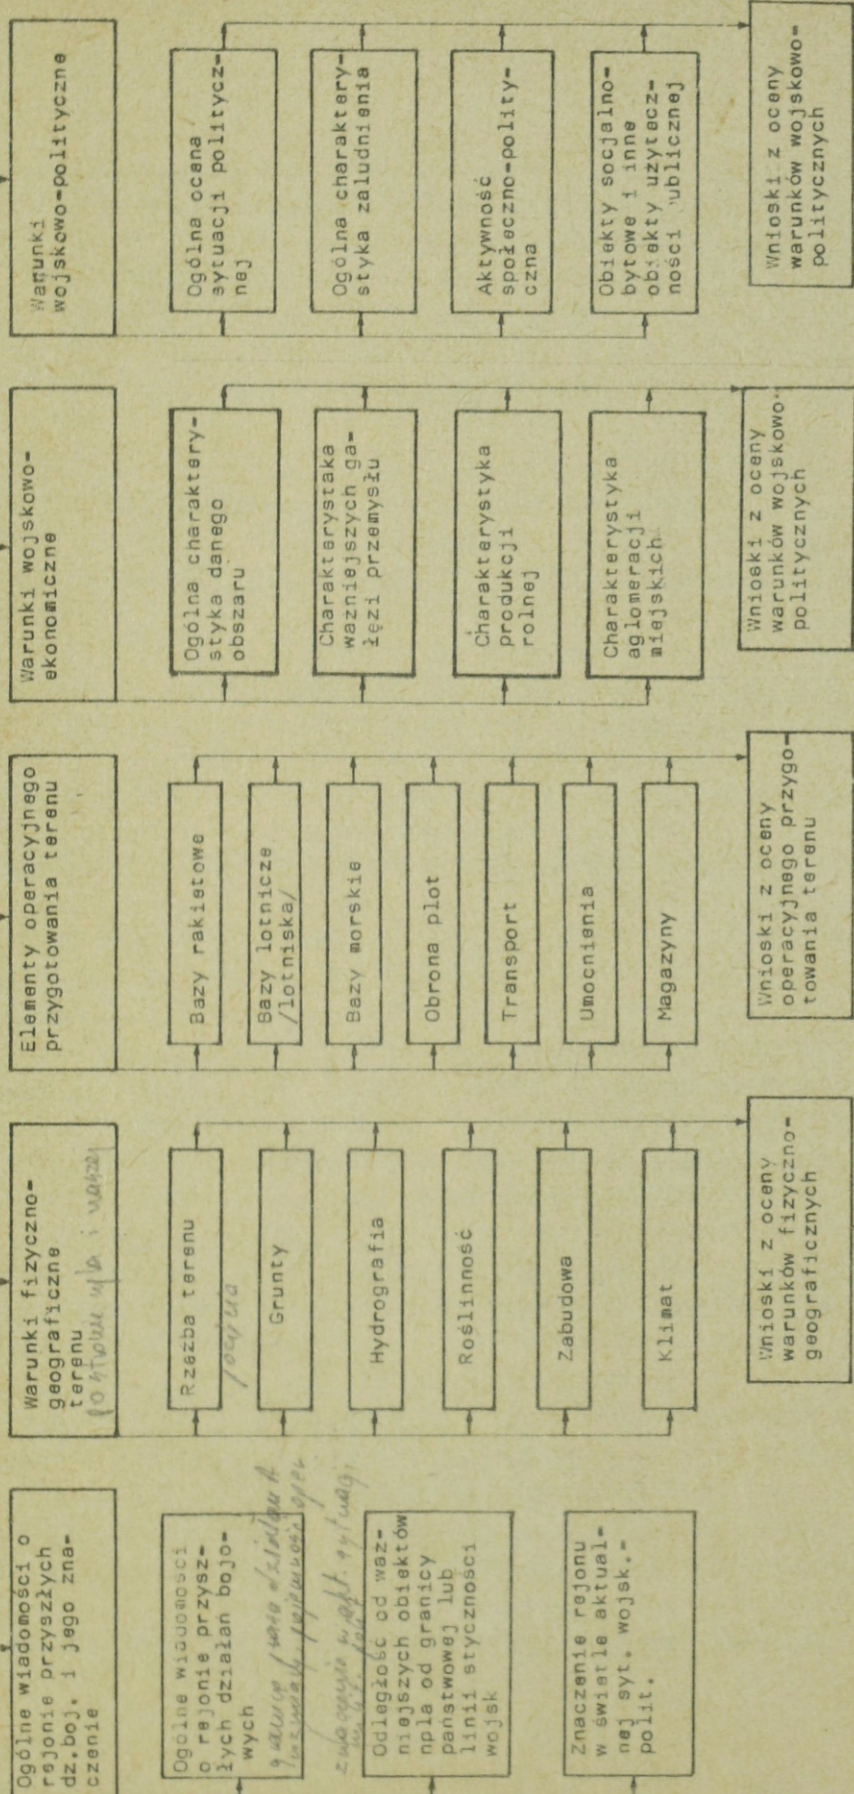 Ogólne wiadomości o
rejonie przyszłych
dz.boj. i jego zna-
czenie
Ogólne wiadomości
o rejonie przysz-
łych działan bojo-
wych
Odległość od waż-
niejszych obiektów
npla od granicy
państwowej lub
linii styczności
wojsk
Znaczenie rejonu
w świetle aktual-
nej syt. wojsk.-
polit.
Warunki fizyczno-
geograficzne
terenu
i naszej
Rzeźba terenu
Grunty
Hydrografia
Roślinność
Zabudowa
Klimat
Wnioski z oceny
warunków fizyczno-
geograficznych
Elementy operacyjnego
przygotowania terenu
Bazy rakietowe
Bazy lotnicze
/lotniska/
Bazy morskie
Obrona plot
Transport
Umocnienia
Magazyny
Wnioski z oceny
operacyjnego przygo-
towania terenu
Warunki wojskowo-
ekonomiczne
Ogólna charaktery-
styka danego
obszaru
Charakterystaka
wazniejszych ga-
łęzi przemysłu
Charakterystyka
produkcji
rolnej
Charakterystyka
aglomeracji
miejskich
Wnioski z oceny
warunków wojskowo-
politycznych
Warunki
wojskowo-polityczne
Ogólna ocena
sytuacji politycz-
nej
Ogólna charaktery-
styka zaludnienia
Aktywność
społeczno-polity-
czna
Obiekty socjalno-
bytowe i inne
obiekty użytecz-
ności ublicznej
Wnioski z oceny
warunków wojskowo-
politycznych